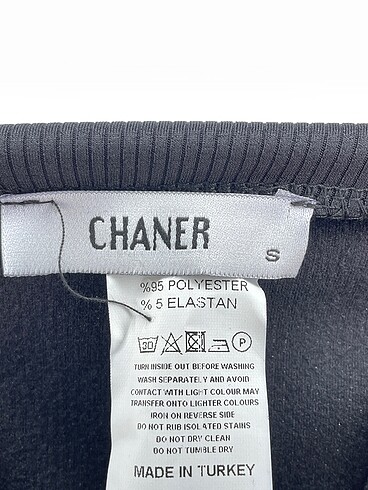 CHANER
S
%95 POLYESTER
% 5 ELASTAN
30 P
TURN INSIDE OUT BEFORE WASHING
WASH SEPARATELY AND AVOID
CONTACT WITH LIGHT COLOUR MAY
TRANSFER ONTO LIGHTER COLOURS
IRON ON REVERSE SIDE
DO NOT RUB ISOLATED STAINS
DO NOT DRY CLEAN
DO NOT TUMBLE DRY
MADE IN TURKEY